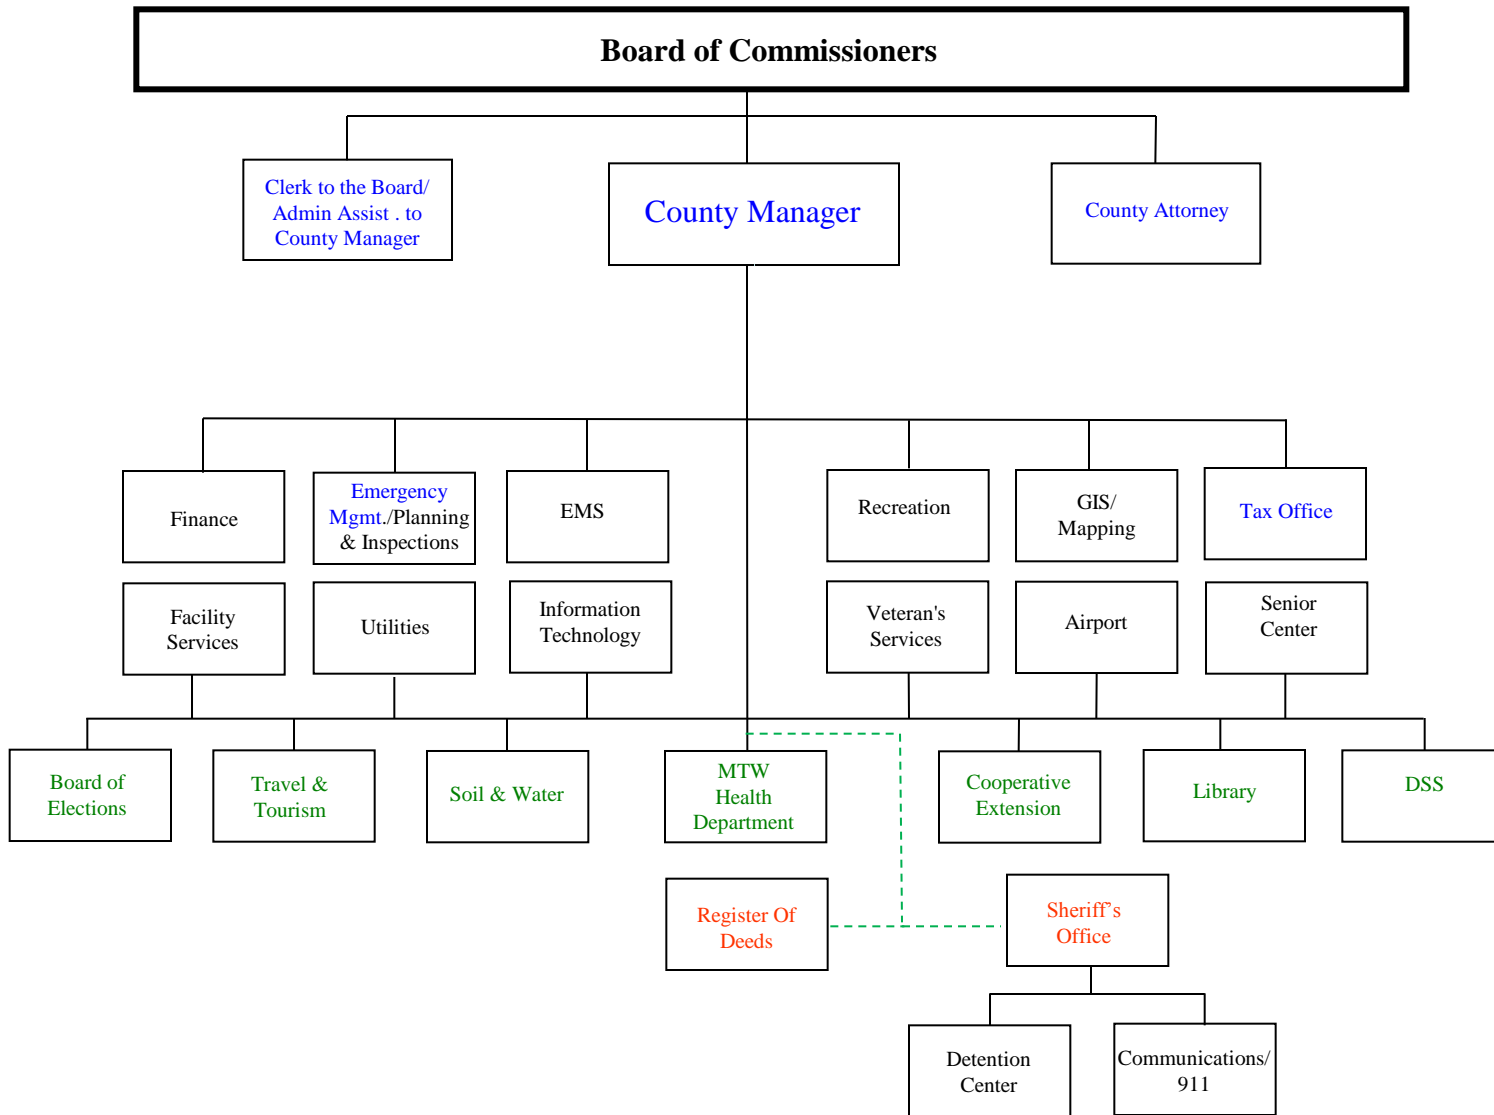 Board of Commissioners
Clerk to the Board/
Admin Assist . to
County Manager
County Manager
County Attorney
Finance
Emergency
Mgmt./Planning
& Inspections
EMS
Recreation
GIS/
Mapping
Tax Office
Facility
Services
Utilities
Information
Technology
Veteran's
Services
Airport
Senior
Center
Board of
Elections
Travel &
Tourism
Soil & Water
MTW
Health
Department
Cooperative
Extension
Library
DSS
Register Of
Deeds
Sheriff’s
Office
Detention
Center
Communications/
911